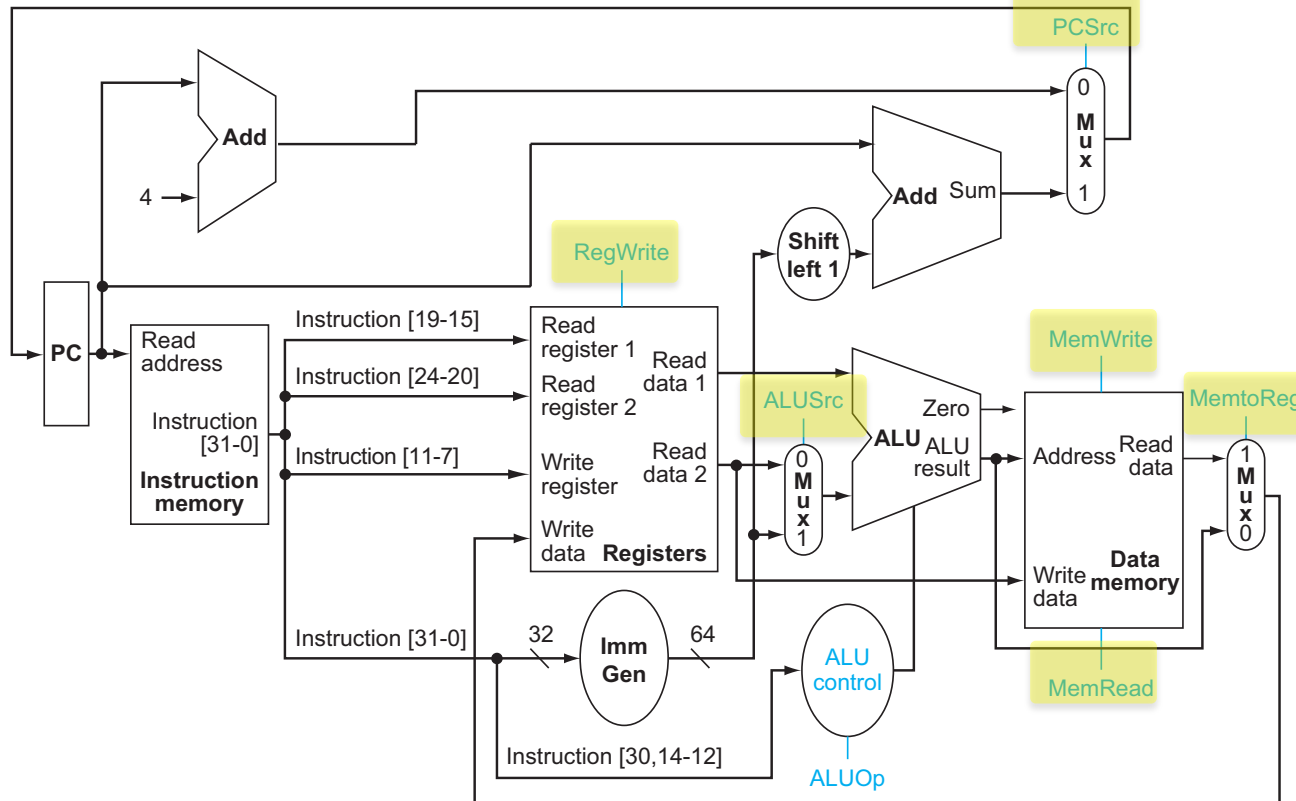 PCSrc
0
Mux
1
Add
4
Add Sum
Shift
left 1
RegWrite
PC
Read
address
Instruction
[31-0]
Instruction
memory
Instruction [19-15]
Instruction [24-20]
Instruction [11-7]
Instruction [31-0]
Read
register 1
Read
register 2
Write
register
Write
data
Read
data 1
Read
data 2
Registers
ALUSrc
0
Mux
1
Zero
ALU
ALU
result
MemWrite
Address
Read
data
Write
data
Data
memory
MemRead
MemtoReg
1
Mux
0
32
Imm
Gen
64
ALU
control
Instruction [30,14-12]
ALUOp